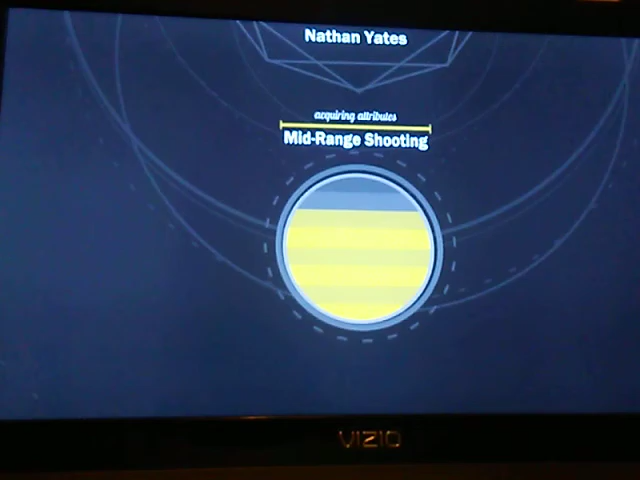 Nathan Yates
acquiring attributes
Mid-Range Shooting
VIZIO